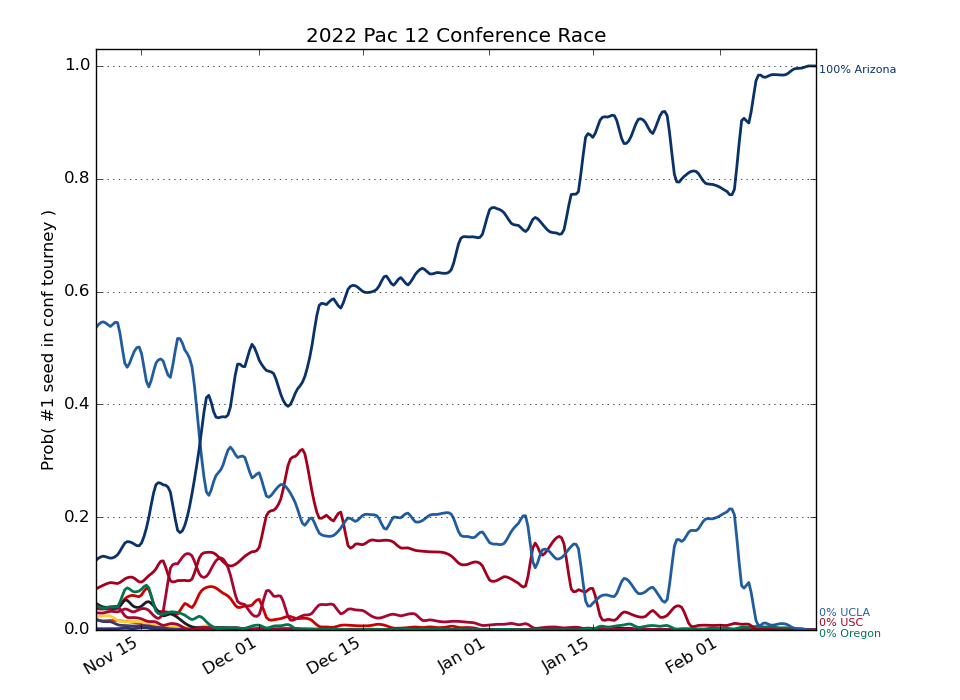 2022 Pac 12 Conference Race
Prob( #1 seed in conf tourney )
1.0
0.8
0.6
0.4
0.2
0.0
Nov 15
Dec 01
Dec 15
Jan 01
Jan 15
Feb 01
100% Arizona
0% UCLA
0% USC
0% Oregon